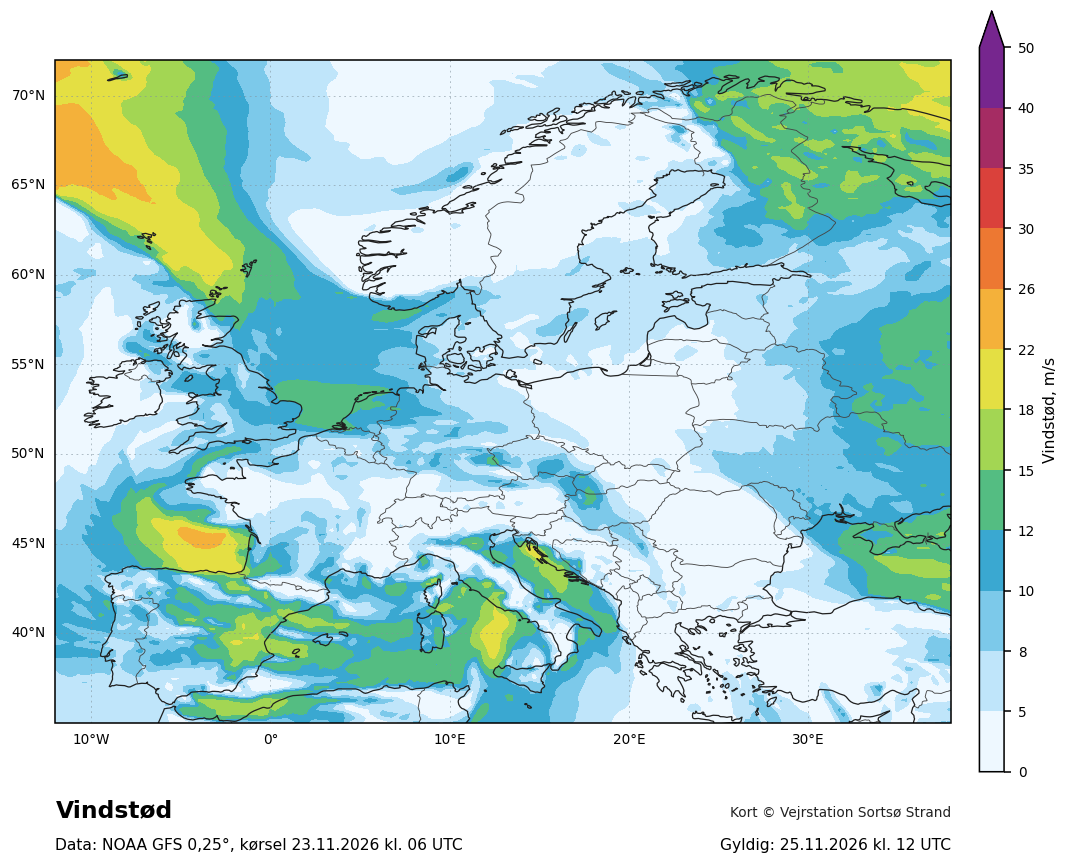 70°N
65°N
60°N
55°N
50°N
45°N
40°N
10°W
0°
10°E
20°E
30°E
50
40
35
30
26
22
18
15
12
10
8
5
0
Vindstød, m/s
Vindstød
Kort © Vejrstation Sortsø Strand
Data: NOAA GFS 0,25°, kørsel 23.11.2026 kl. 06 UTC
Gyldig: 25.11.2026 kl. 12 UTC